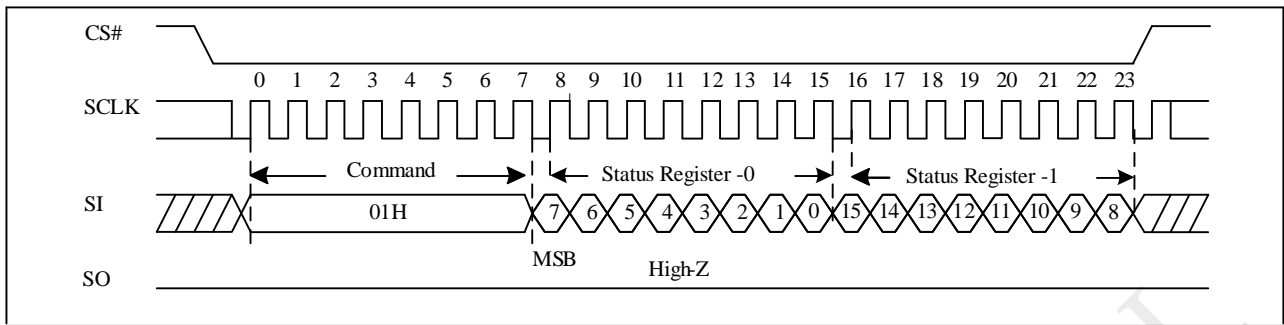 CS#
0 1 2 3 4 5 6 7 8 9 10 11 12 13 14 15 16 17 18 19 20 21 22 23
SCLK
Command Status Register -0 Status Register -1
SI 01H 7 6 5 4 3 2 1 0 15 14 13 12 11 10 9 8
MSB High-Z
SO